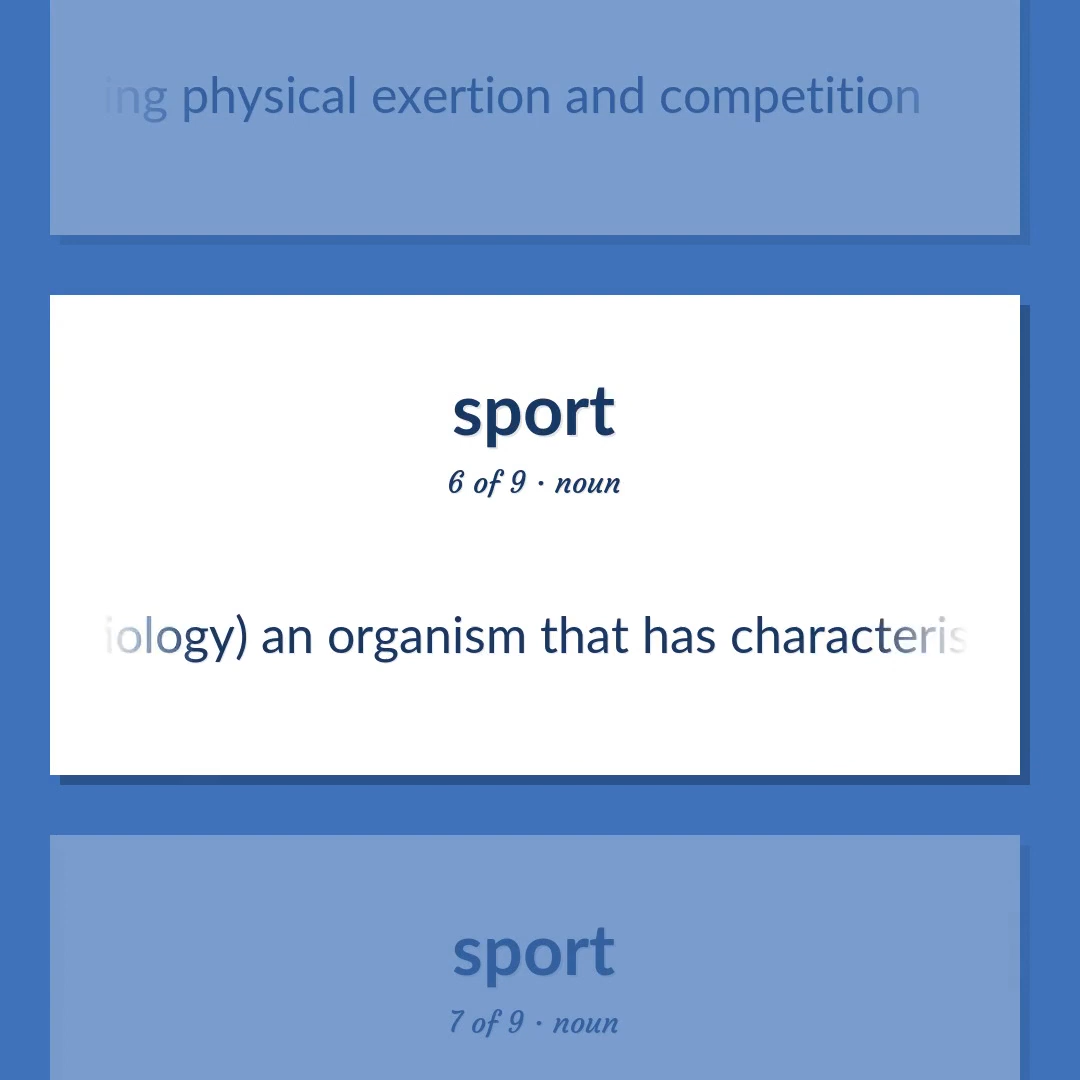 ing physical exertion and competition
sport
6 of 9 · noun
iology) an organism that has characteris
sport
7 of 9 · noun